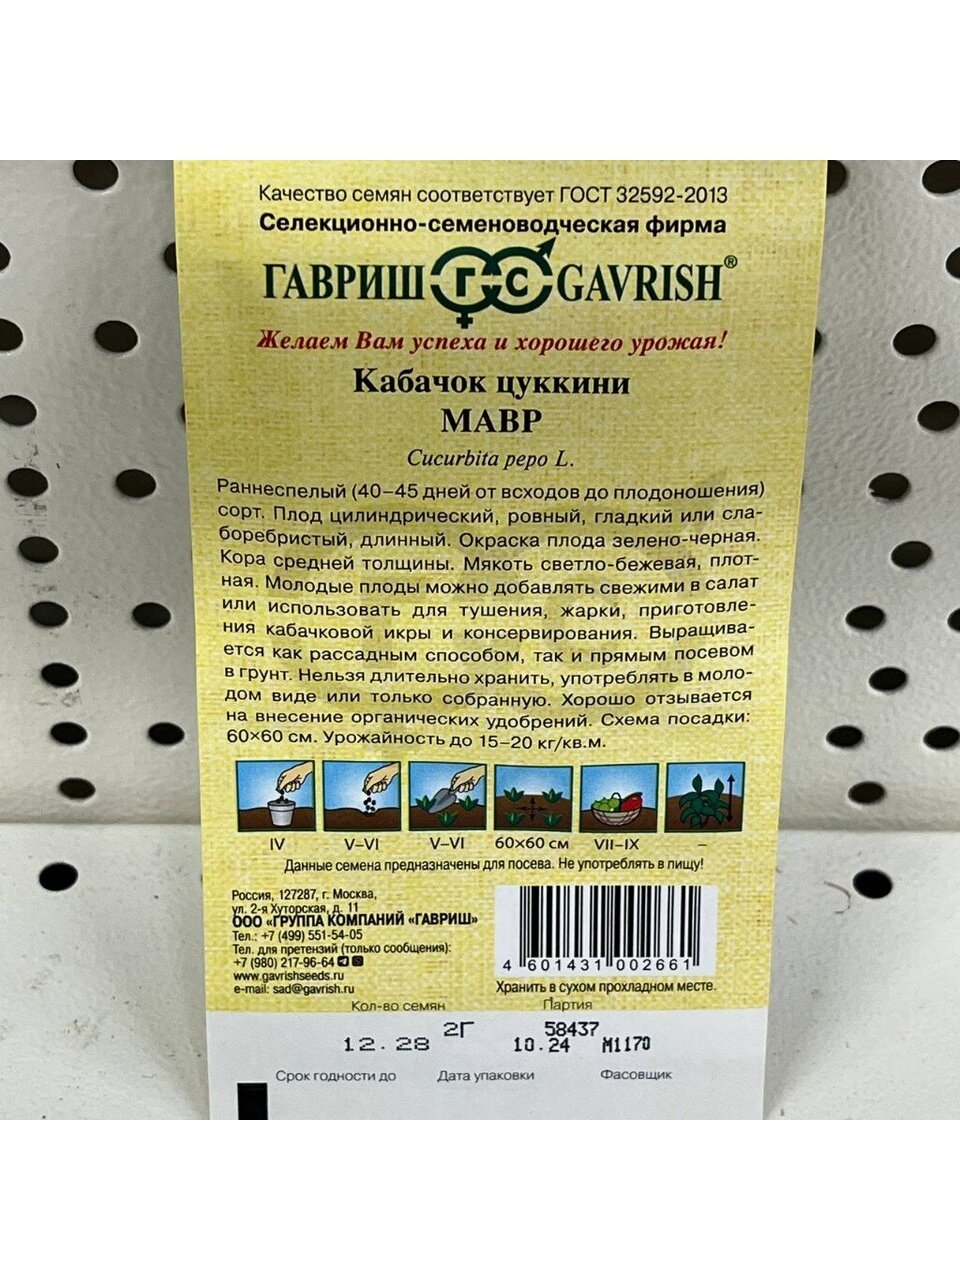 Качество семян соответствует ГОСТ 32592-2013
Селекционно-семеноводческая фирма
ГАВРИШ ГС GAVRISH®
Желаем Вам успеха и хорошего урожая!
Кабачок цуккини
МАВР
Cucurbita pepo L.
Раннеспелый (40–45 дней от всходов до плодоношения)
сорт. Плод цилиндрический, ровный, гладкий или сла-
боребристый, длинный. Окраска плода зелено-черная.
Кора средней толщины. Мякоть светло-бежевая, плот-
ная. Молодые плоды можно добавлять свежими в салат
или использовать для тушения, жарки, приготовле-
ния кабачковой икры и консервирования. Выращива-
ется как рассадным способом, так и прямым посевом
в грунт. Нельзя длительно хранить, употреблять в моло-
дом виде или только собранную. Хорошо отзывается
на внесение органических удобрений. Схема посадки:
60×60 см. Урожайность до 15–20 кг/кв.м.
IV V–VI V–VI 60×60 см VII–IX –
Данные семена предназначены для посева. Не употреблять в пищу!
Россия, 127287, г. Москва,
ул. 2-я Хуторская, д. 11
ООО «ГРУППА КОМПАНИЙ «ГАВРИШ»
Тел.: +7 (499) 551-54-05
Тел. для претензий (только сообщения):
+7 (980) 217-96-64
www.gavrishseeds.ru
e-mail: sad@gavrish.ru
4 601431 002661
Хранить в сухом прохладном месте.
Кол-во семян Партия
2Г 58437
12.28 10.24 М1170
Срок годности до Дата упаковки Фасовщик